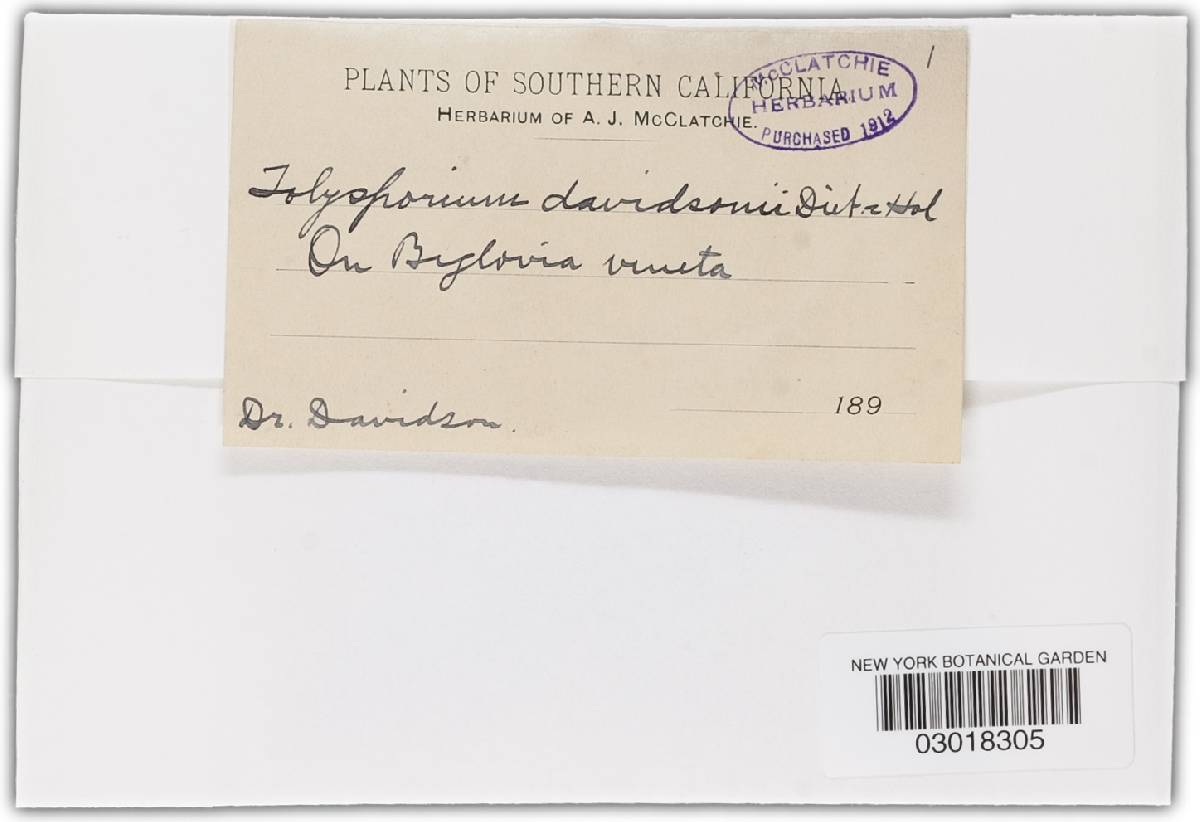 1
PLANTS OF SOUTHERN CALIFORNIA
HERBARIUM OF A. J. MCCLATCHIE.
MCCLATCHIE
HERBARIUM
PURCHASED 1912
Tolysporium davidsonii Diet & Hol
On Biglovia veneta
Dr. Davidson.
189
NEW YORK BOTANICAL GARDEN
03018305